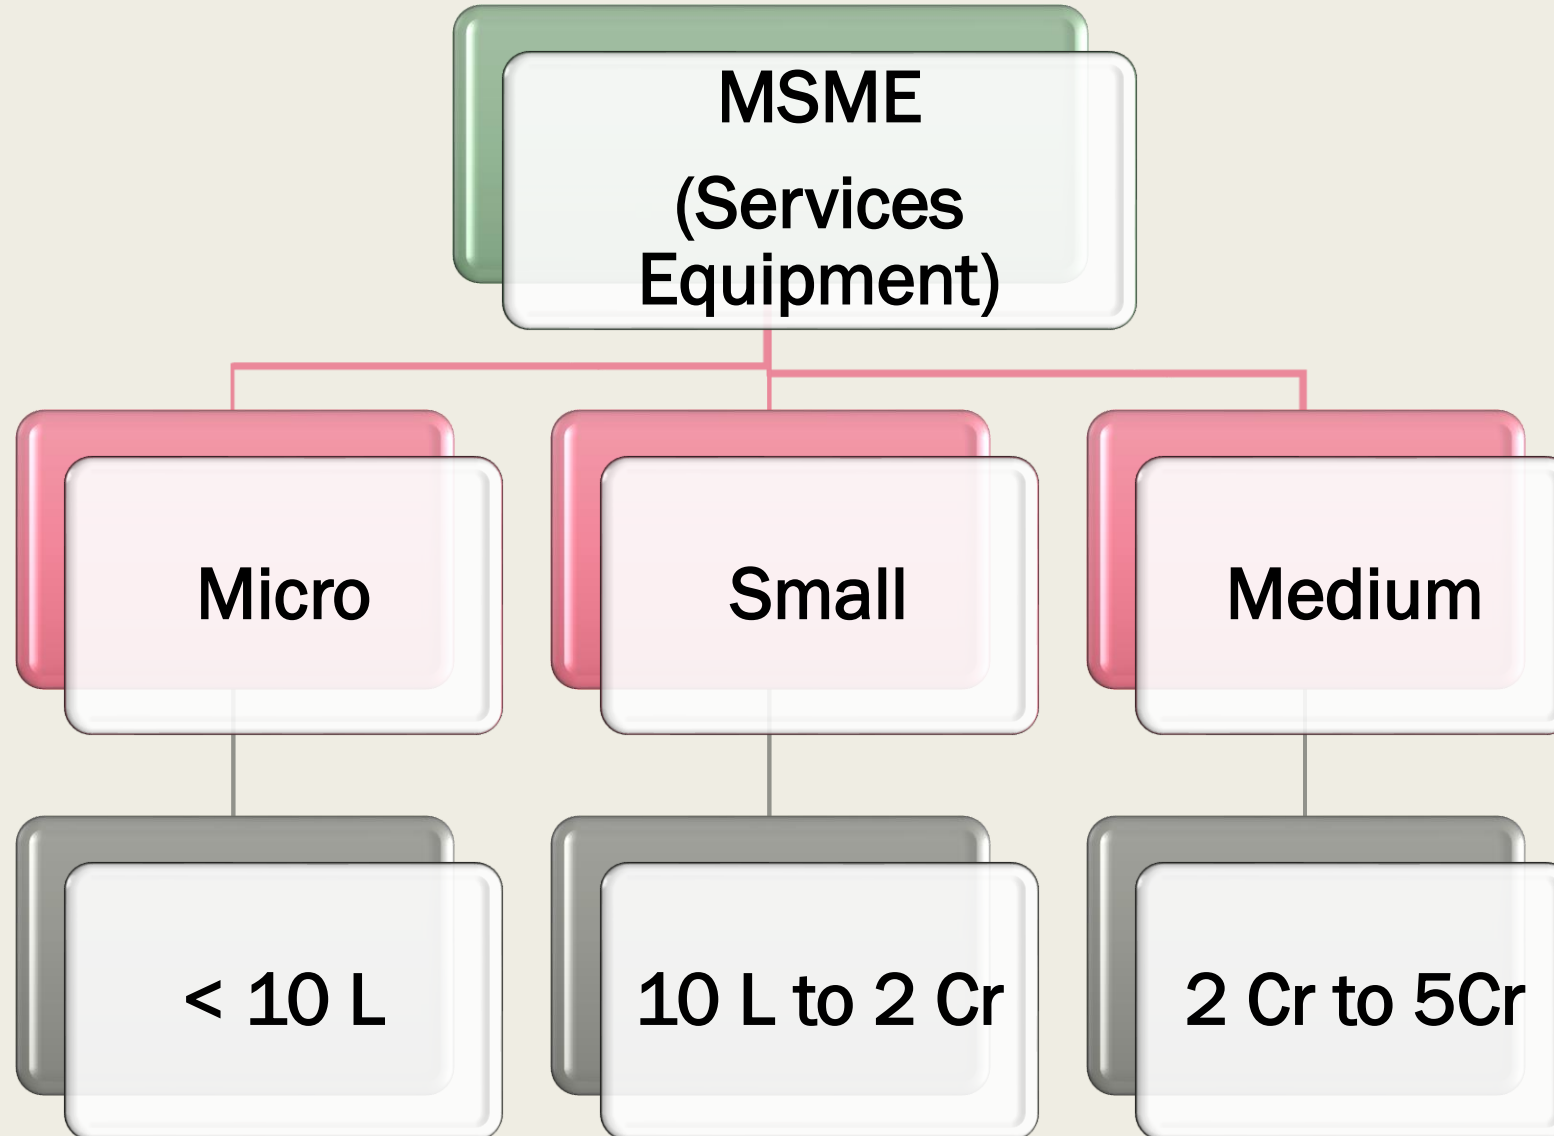 MSME
(Services
Equipment)
Micro
Small
Medium
< 10 L
10 L to 2 Cr
2 Cr to 5Cr